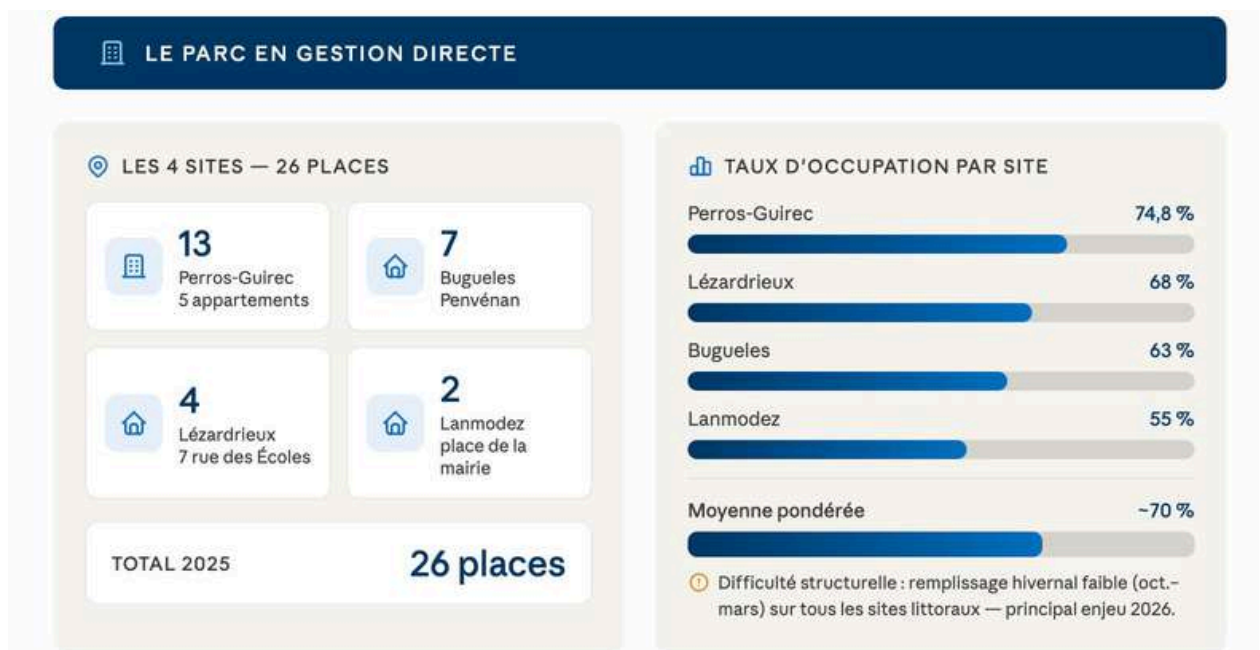 LE PARC EN GESTION DIRECTE
LES 4 SITES — 26 PLACES
13
Perros-Guirec
5 appartements
7
Bugueles
Penvénan
4
Lézardrieux
7 rue des Écoles
2
Lanmodez
place de la
mairie
TOTAL 2025
26 places
TAUX D'OCCUPATION PAR SITE
Perros-Guirec 74,8 %
Lézardrieux 68 %
Bugueles 63 %
Lanmodez 55 %
Moyenne pondérée ~70 %
Difficulté structurelle : remplissage hivernal faible (oct.–
mars) sur tous les sites littoraux — principal enjeu 2026.